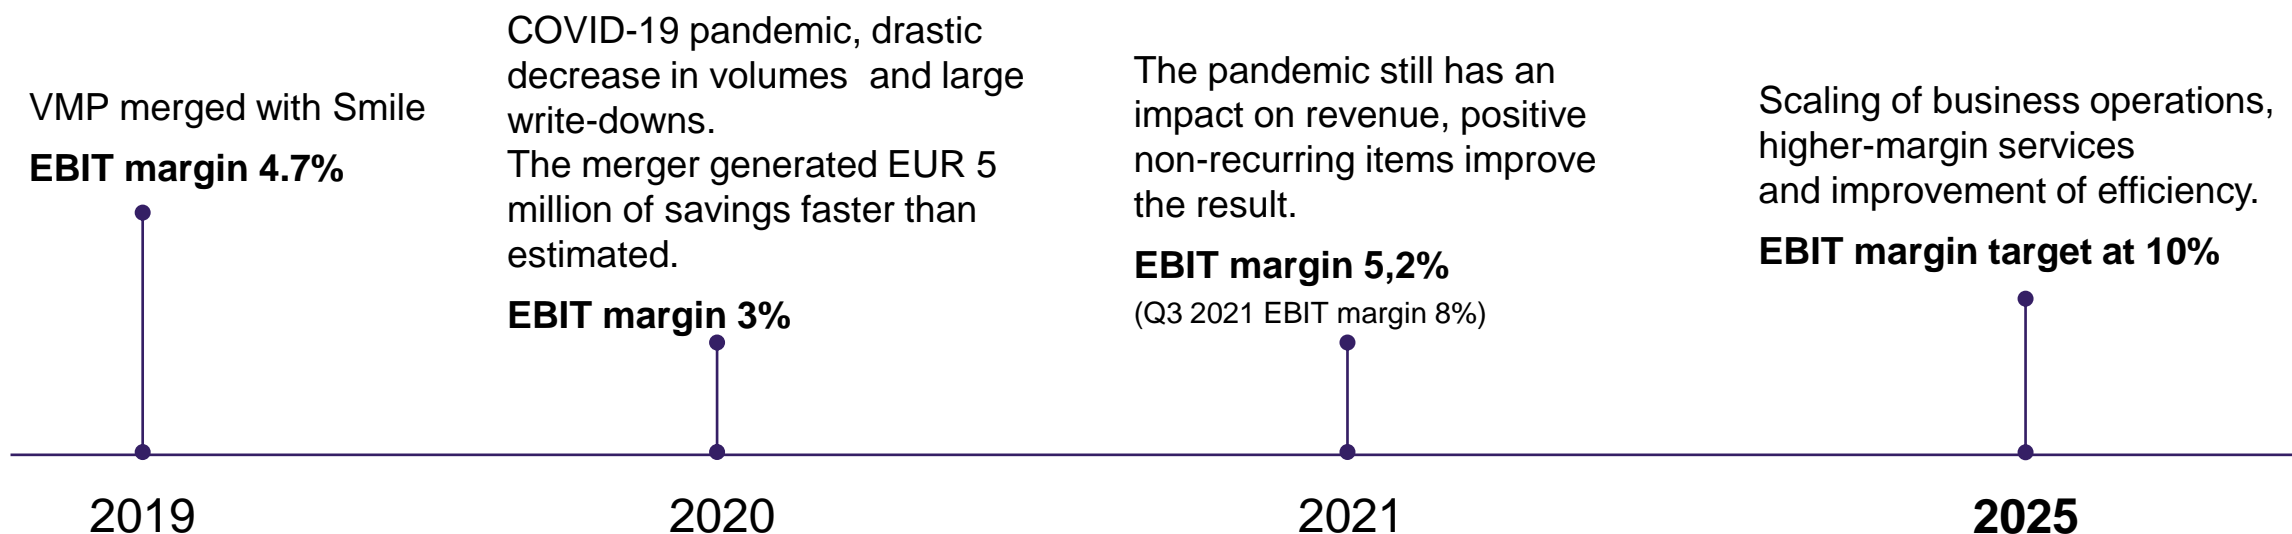 VMP merged with Smile
EBIT margin 4.7%
2019
COVID-19 pandemic, drastic
decrease in volumes  and large
write-downs.
The merger generated EUR 5
million of savings faster than
estimated.
EBIT margin 3%
2020
The pandemic still has an
impact on revenue, positive
non-recurring items improve
the result.
EBIT margin 5,2%
(Q3 2021 EBIT margin 8%)
2021
Scaling of business operations,
higher-margin services
and improvement of efficiency.
EBIT margin target at 10%
2025